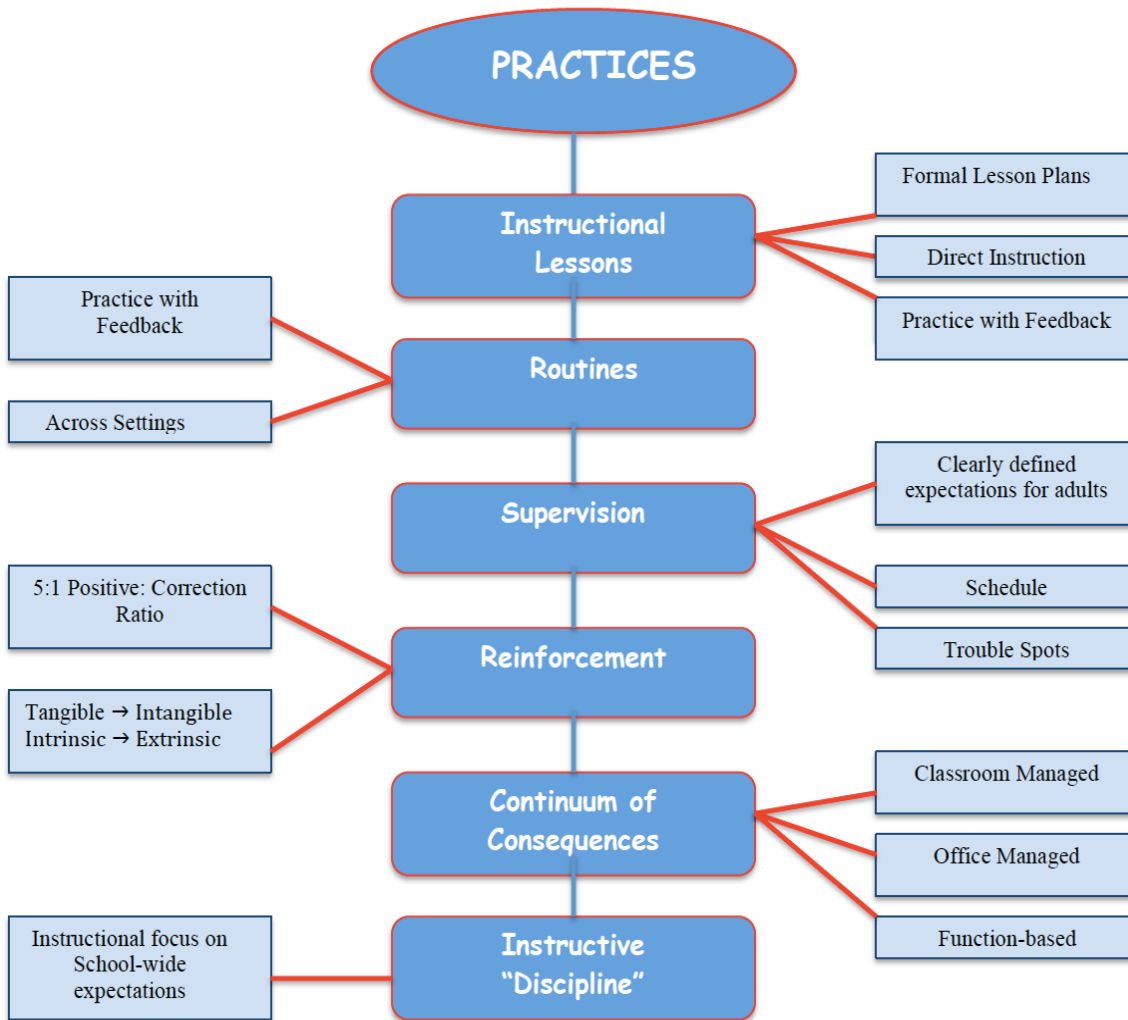 PRACTICES
Instructional
Lessons
Formal Lesson Plans
Direct Instruction
Practice with Feedback
Practice with
Feedback
Across Settings
Routines
Supervision
Clearly defined
expectations for adults
Schedule
Trouble Spots
5:1 Positive: Correction
Ratio
Tangible → Intangible
Intrinsic → Extrinsic
Reinforcement
Continuum of
Consequences
Classroom Managed
Office Managed
Function-based
Instructional focus on
School-wide
expectations
Instructive
“Discipline”